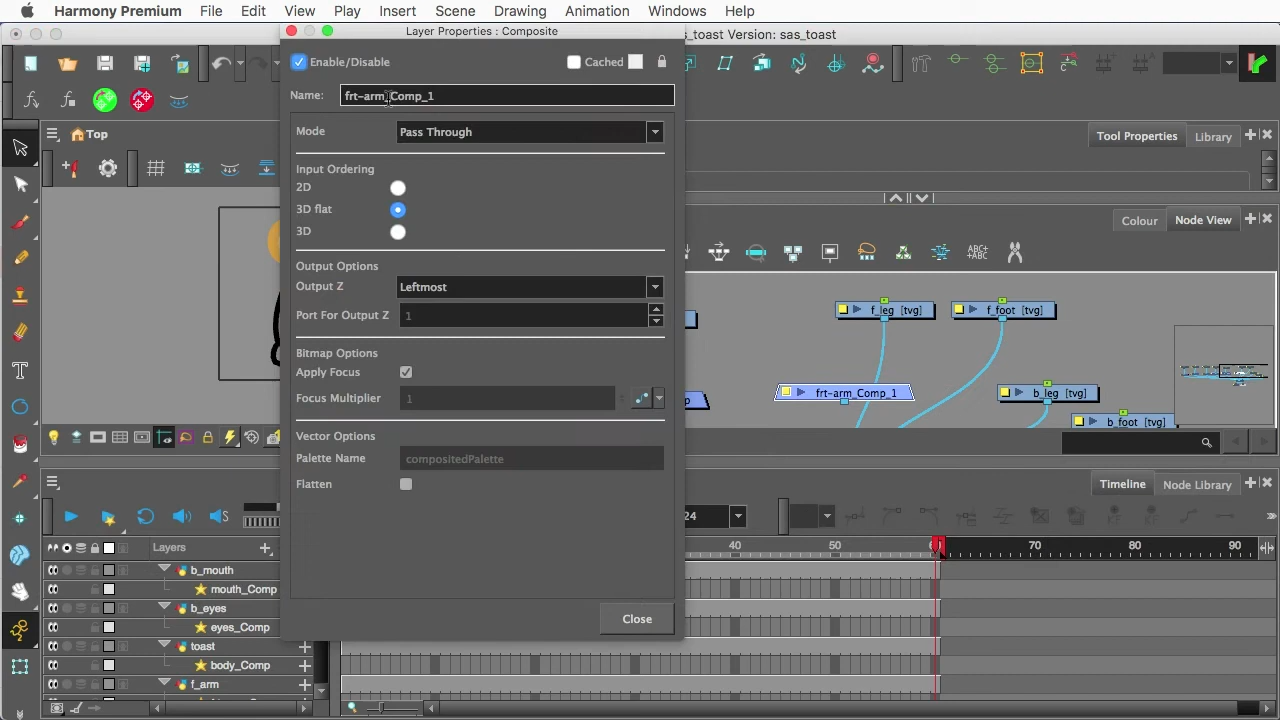 Harmony Premium File Edit View Play Insert Scene Drawing Animation Windows Help
Layer Properties : Composite
s_toast Version: sas_toast
Enable/Disable
Cached
Name: frt-arm_Comp_1
Mode Pass Through
Input Ordering
2D
3D flat
3D
Output Options
Output Z Leftmost
Port For Output Z 1
Bitmap Options
Apply Focus
Focus Multiplier 1
Vector Options
Palette Name compositedPalette
Flatten
Close
Top
Tool Properties Library
Colour Node View
ABC+
ABC+
f_leg [tvg]
f_foot [tvg]
frt-arm_Comp_1
b_leg [tvg]
b_foot [tvg]
Timeline Node Library
24
Layers
40 50 70 80 90
b_mouth
mouth_Comp
b_eyes
eyes_Comp
toast
body_Comp
f_arm